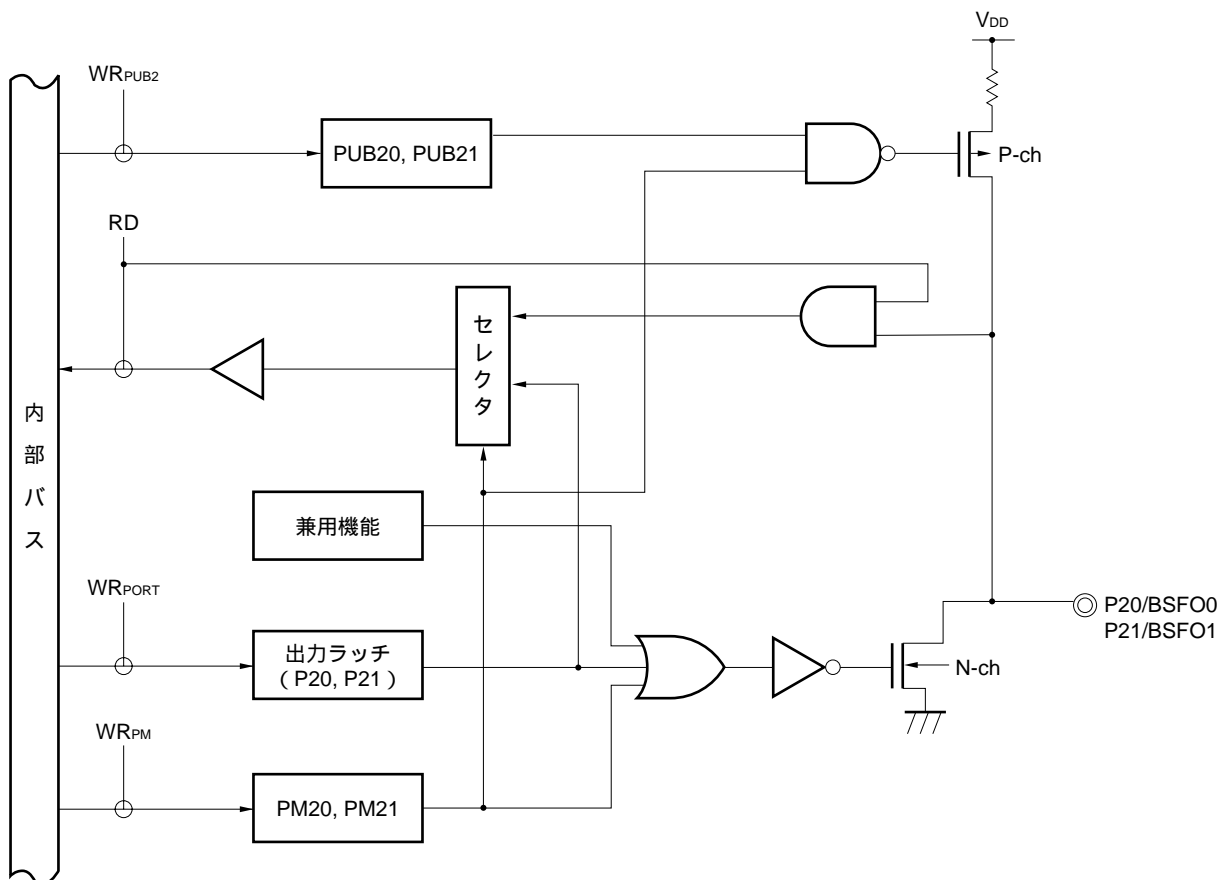 VDD
WRPUB2
PUB20, PUB21
P-ch
RD
セレクタ
内部バス
兼用機能
WRPORT
出力ラッチ
（P20, P21）
P20/BSFO0
P21/BSFO1
N-ch
WRPM
PM20, PM21